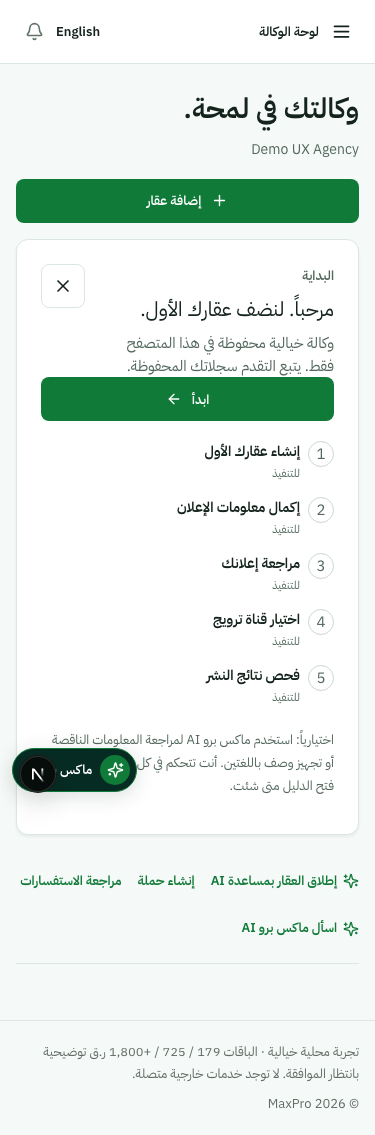 لوحة الوكالة
English
وكالتك في لمحة.
Demo UX Agency
إضافة عقار
البداية
مرحباً. لنضف عقارك الأول.
وكالة خيالية محفوظة في هذا المتصفح
فقط. يتبع التقدم سجلاتك المحفوظة.
ابدأ
1 إنشاء عقارك الأول
للتنفيذ
2 إكمال معلومات الإعلان
للتنفيذ
3 مراجعة إعلانك
للتنفيذ
4 اختيار قناة ترويج
للتنفيذ
5 فحص نتائج النشر
للتنفيذ
اختيارياً: استخدم ماكس برو AI لمراجعة المعلومات الناقصة
أو تجهيز وصف باللغتين. أنت تتحكم في كل
فتح الدليل متى شئت.
ماكس
N
إطلاق العقار بمساعدة AI إنشاء حملة مراجعة الاستفسارات
اسأل ماكس برو AI
تجربة محلية خيالية · الباقات 179 / 725 / +1,800 ر.ق توضيحية
بانتظار الموافقة. لا توجد خدمات خارجية متصلة.
© 2026 MaxPro